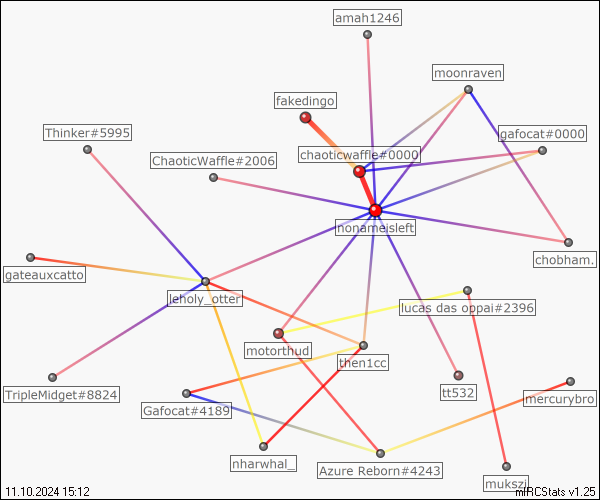 amah1246
moonraven
fakedingo
gafocat#0000
Thinker#5995
chaoticwaffle#0000
ChaoticWaffle#2006
nonameisleft
chobham.
gateauxcatto
leholy_otter
lucas das oppai#2396
motorthud
then1cc
TripleMidget#8824
tt532
mercurybro
Gafocat#4189
nharwhal_
Azure Reborn#4243
mukszi
11.10.2024 15:12
mIRCStats v1.25